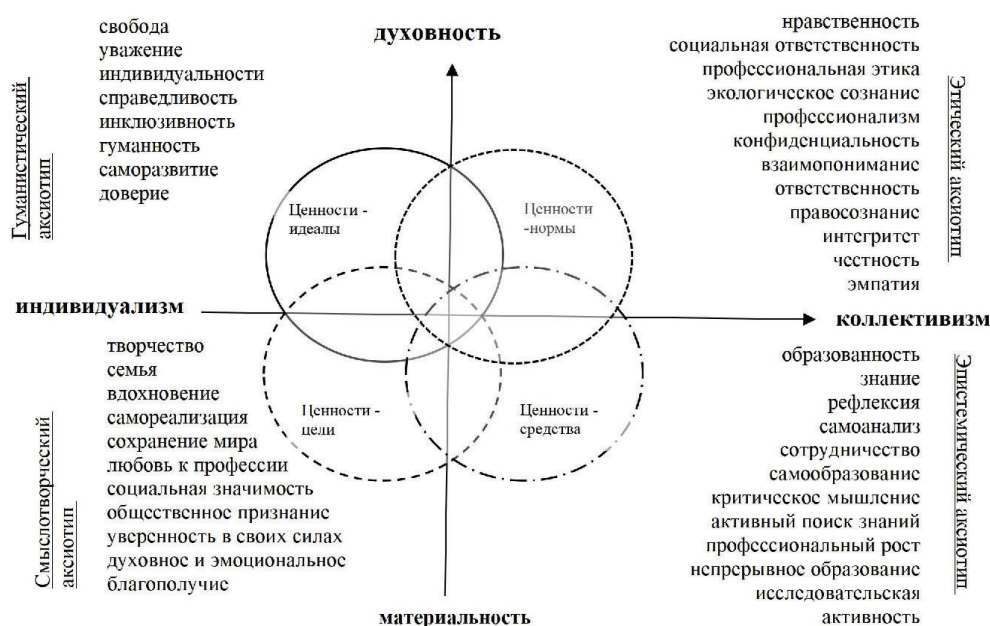 духовность
Гуманистический
аксиотип
свобода
уважение
индивидуальности
справедливость
инклюзивность
гуманность
саморазвитие
доверие
нравственность
социальная ответственность
профессиональная этика
экологическое сознание
профессионализм
конфиденциальность
взаимопонимание
ответственность
правосознание
интегритет
честность
эмпатия
Этический аксиотип
Ценности -
идеалы
Ценности
-нормы
индивидуализм
коллективизм
Смыслотворческий
аксиотип
творчество
семья
вдохновение
самореализация
сохранение мира
любовь к профессии
социальная значимость
общественное признание
уверенность в своих силах
духовное и эмоциональное
благополучие
Ценности -
цели
Ценности -
средства
образованность
знание
рефлексия
самоанализ
сотрудничество
самообразование
критическое мышление
активный поиск знаний
профессиональный рост
непрерывное образование
исследовательская
активность
Эпистемический аксиотип
материальность